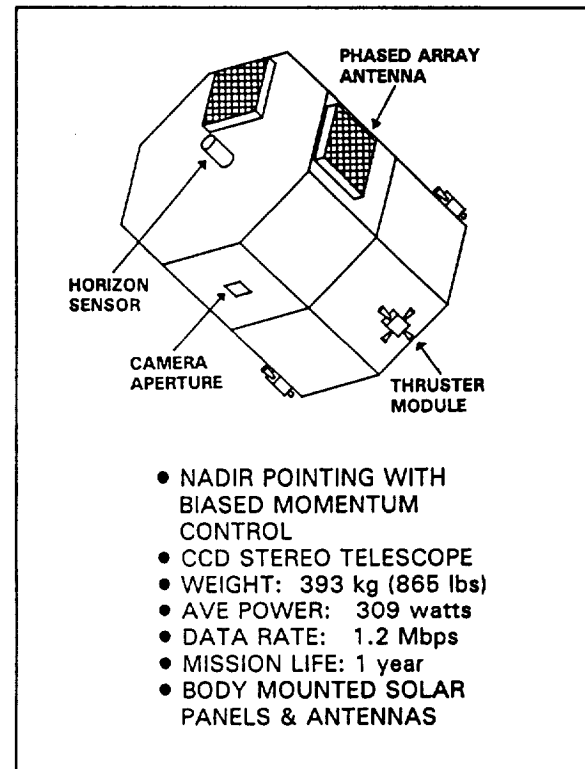 PHASED ARRAY
ANTENNA
HORIZON
SENSOR
CAMERA
APERTURE
THRUSTER
MODULE
• NADIR POINTING WITH
BIASED MOMENTUM
CONTROL
• CCD STEREO TELESCOPE
• WEIGHT: 393 kg (865 lbs)
• AVE POWER: 309 watts
• DATA RATE: 1.2 Mbps
• MISSION LIFE: 1 year
• BODY MOUNTED SOLAR
PANELS & ANTENNAS